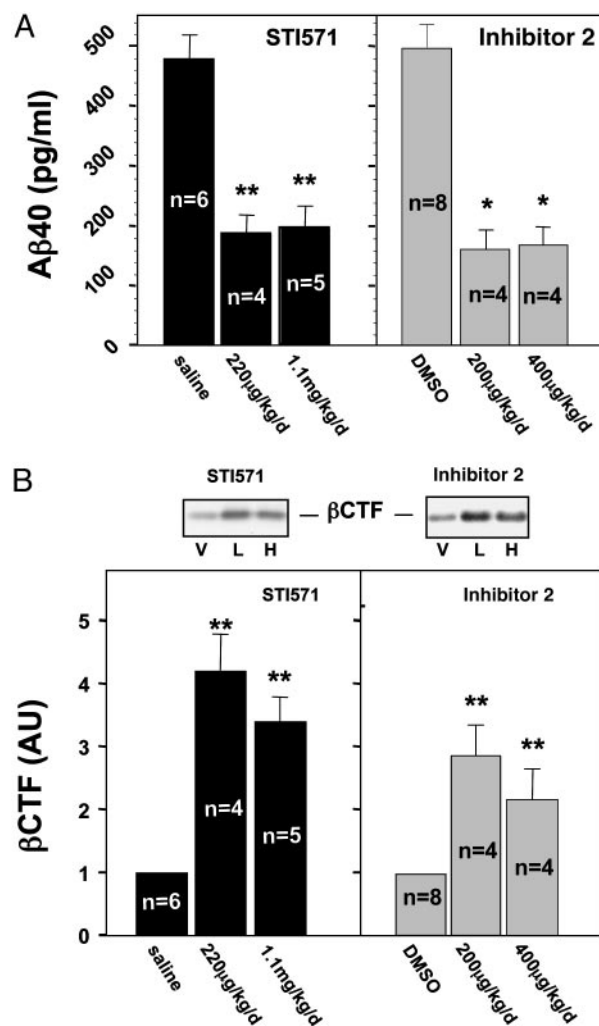 A
STI571
Inhibitor 2
Aβ40 (pg/ml)
500
400
300
200
100
0
n=6
**
n=4
**
n=5
n=8
*
n=4
*
n=4
saline
220μg/kg/d
1.1mg/kg/d
DMSO
200μg/kg/d
400μg/kg/d
B
STI571
Inhibitor 2
βCTF
V L H
V L H
STI571
Inhibitor 2
βCTF (AU)
5
4
3
2
1
0
n=6
**
n=4
**
n=5
n=8
**
n=4
**
n=4
saline
220μg/kg/d
1.1mg/kg/d
DMSO
200μg/kg/d
400μg/kg/d